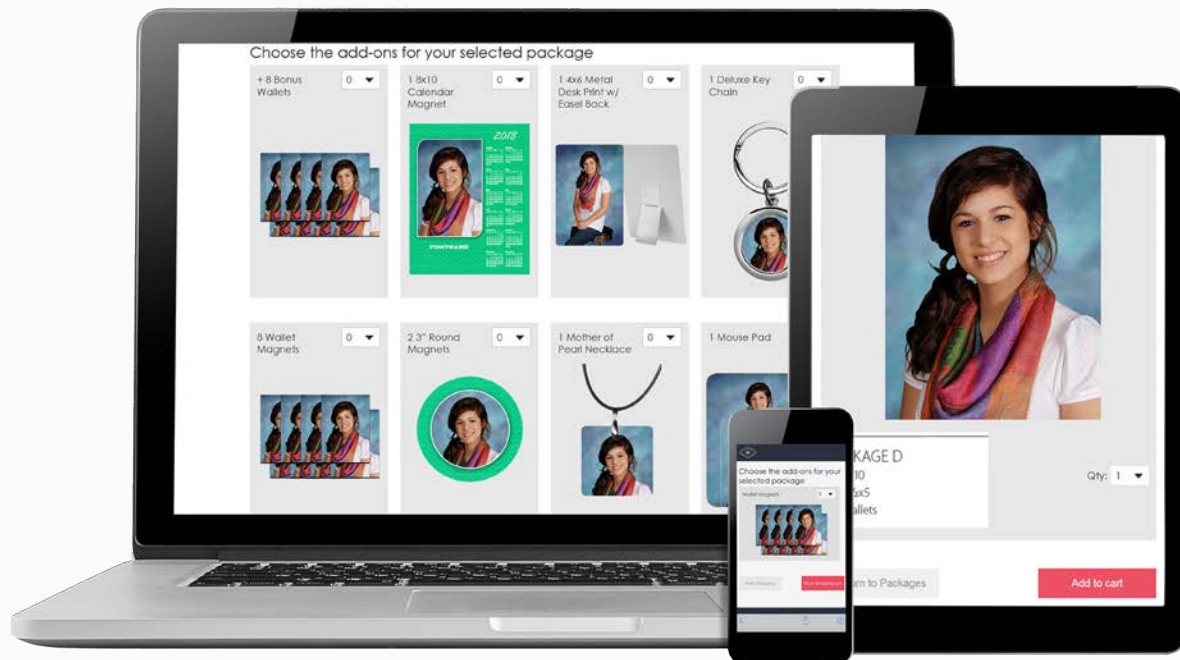 Choose the add-ons for your selected package
+ 8 Bonus
Wallets
0
1 8x10
Calendar
Magnet
0
1 4x6 Metal
Desk Print w/
Easel Back
0
1 Deluxe Key
Chain
0
2018
8 Wallet
Magnets
0
2 3" Round
Magnets
0
1 Mother of
Pearl Necklace
0
1 Mouse Pad
KAGE D
10
x5
allets
Qty: 1
to Packages
Add to cart
Choose the add-ons for your
selected package